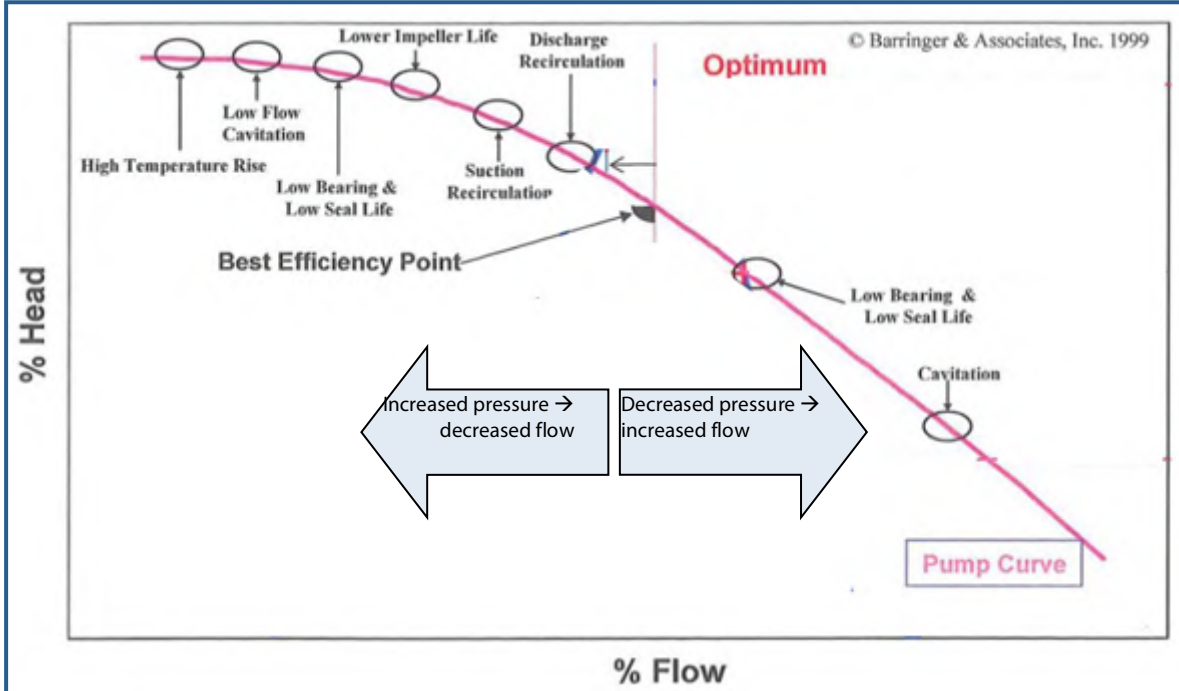 © Barringer & Associates, Inc. 1999
Lower Impeller Life
Discharge
Recirculation
Optimum
Low Flow
Cavitation
High Temperature Rise
Low Bearing &
Low Seal Life
Suction
Recirculation
Best Efficiency Point
Low Bearing &
Low Seal Life
% Head
Cavitation
Increased pressure →
decreased flow
Decreased pressure →
increased flow
Pump Curve
% Flow